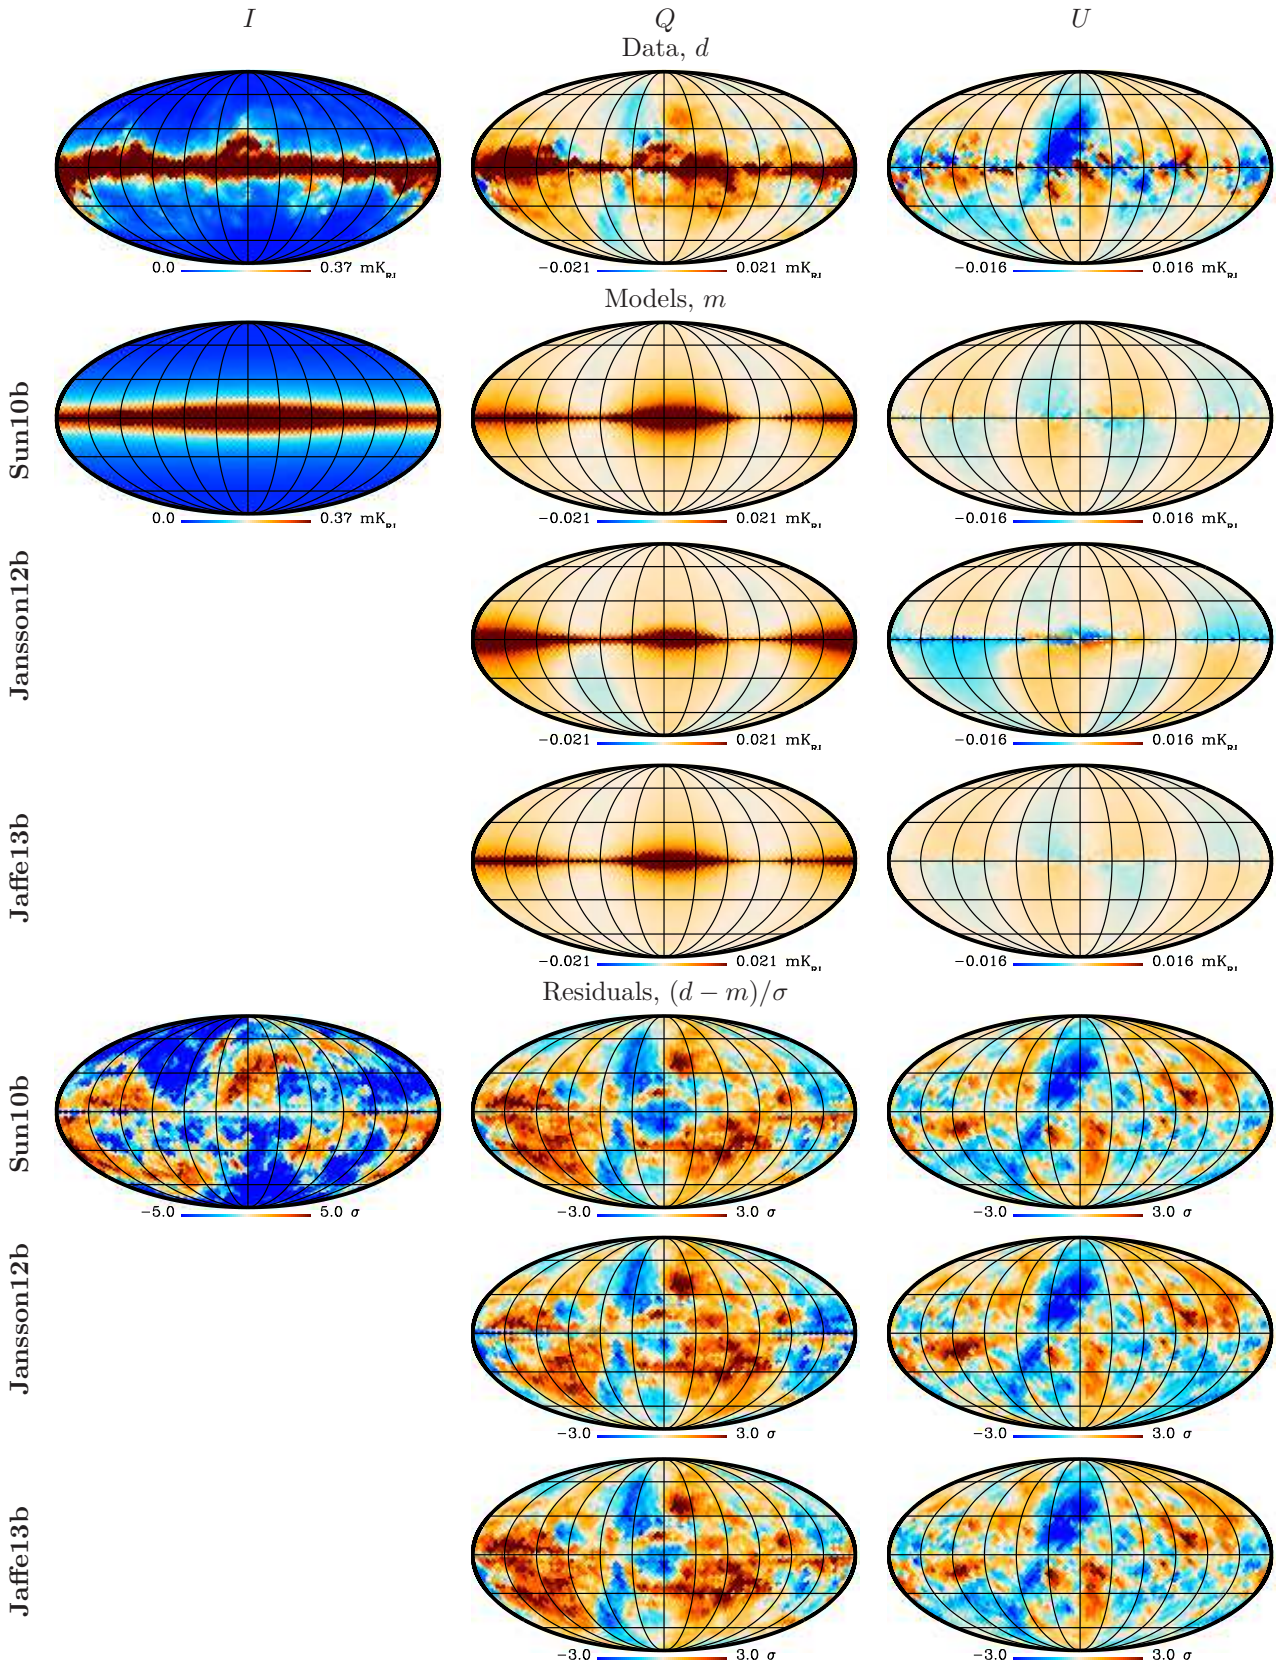 I Q U
Data, d
0.0 0.37 mK_RJ −0.021 0.021 mK_RJ −0.016 0.016 mK_RJ
Models, m
Sun10b
0.0 0.37 mK_RJ −0.021 0.021 mK_RJ −0.016 0.016 mK_RJ
Jansson12b
−0.021 0.021 mK_RJ −0.016 0.016 mK_RJ
Jaffe13b
−0.021 0.021 mK_RJ −0.016 0.016 mK_RJ
Residuals, (d − m)/σ
Sun10b
−5.0 5.0 σ −3.0 3.0 σ −3.0 3.0 σ
Jansson12b
−3.0 3.0 σ −3.0 3.0 σ
Jaffe13b
−3.0 3.0 σ −3.0 3.0 σ